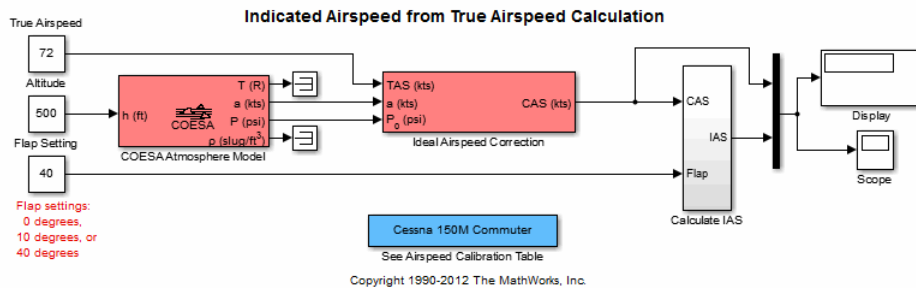 Indicated Airspeed from True Airspeed Calculation
True Airspeed
72
Altitude
500
Flap Setting
40
Flap settings:
0 degrees,
10 degrees, or
40 degrees
h (ft)
COESA
T (R)
a (kts)
P (psi)
ρ (slug/ft³)
COESA Atmosphere Model
TAS (kts)
a (kts)
P₀ (psi)
CAS (kts)
Ideal Airspeed Correction
CAS
IAS
Flap
Calculate IAS
Display
Scope
Cessna 150M Commuter
See Airspeed Calibration Table
Copyright 1990-2012 The MathWorks, Inc.